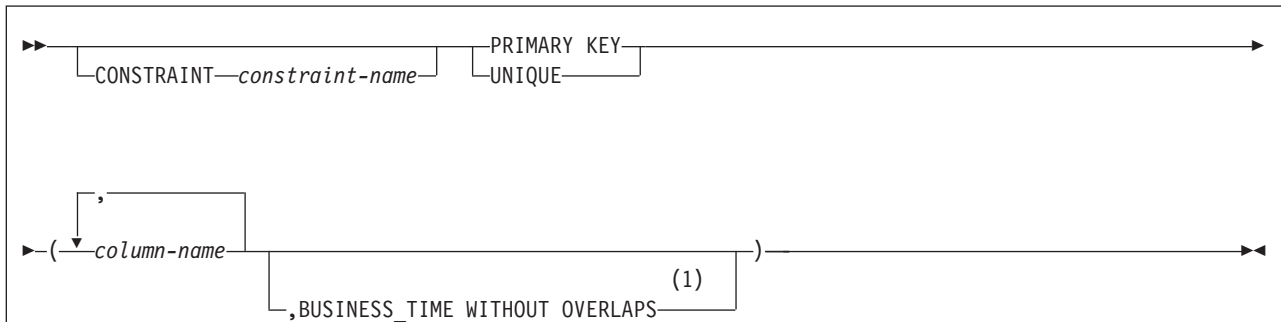 PRIMARY KEY
CONSTRAINT constraint-name UNIQUE
,
( column-name )
(1)
,BUSINESS_TIME WITHOUT OVERLAPS